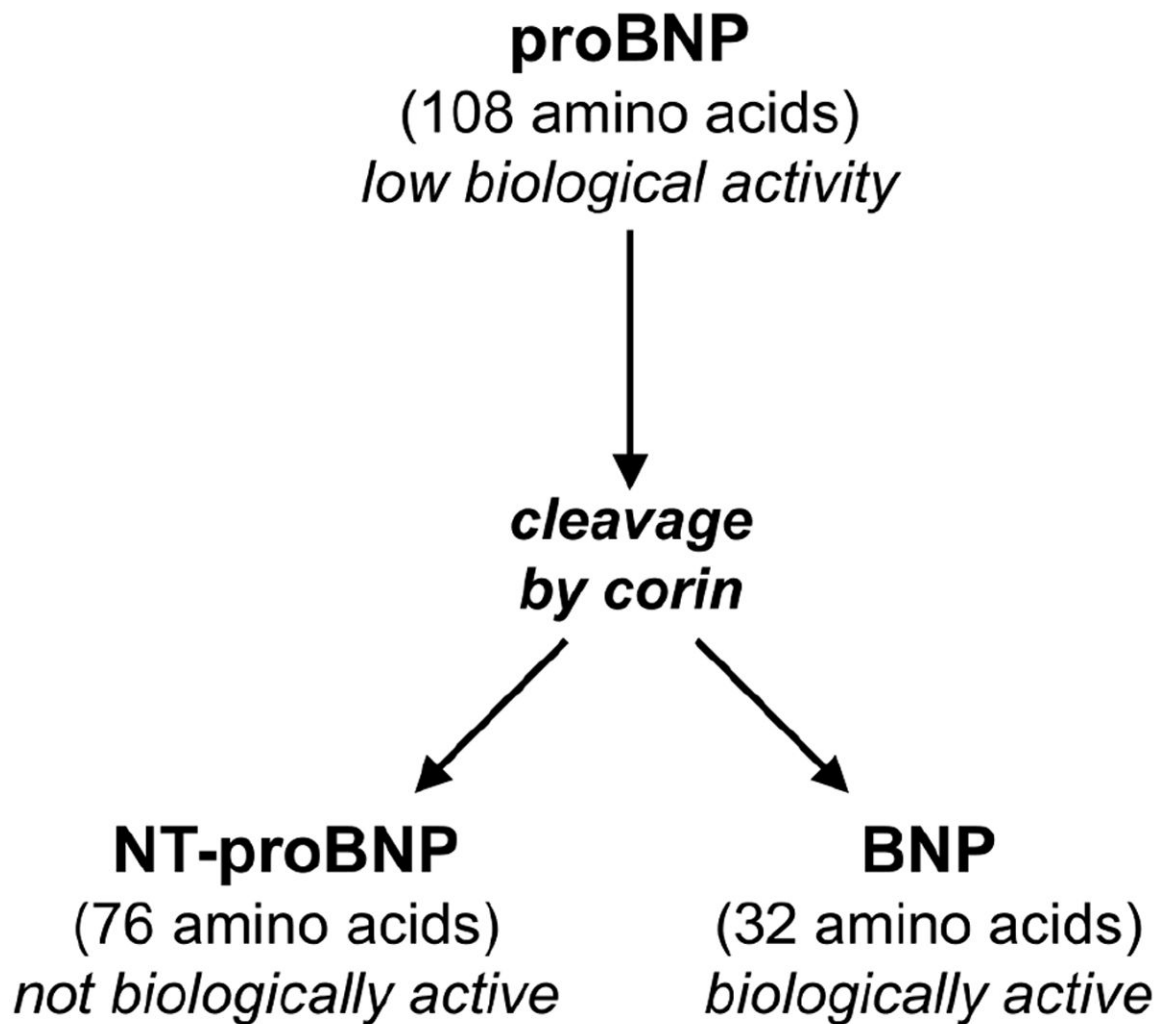 proBNP
(108 amino acids)
low biological activity
cleavage
by corin
NT-proBNP
(76 amino acids)
not biologically active
BNP
(32 amino acids)
biologically active